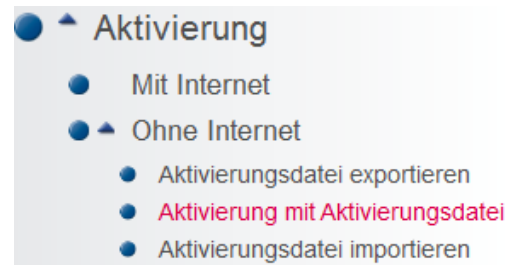 Aktivierung
Mit Internet
Ohne Internet
Aktivierungsdatei exportieren
Aktivierung mit Aktivierungsdatei
Aktivierungsdatei importieren